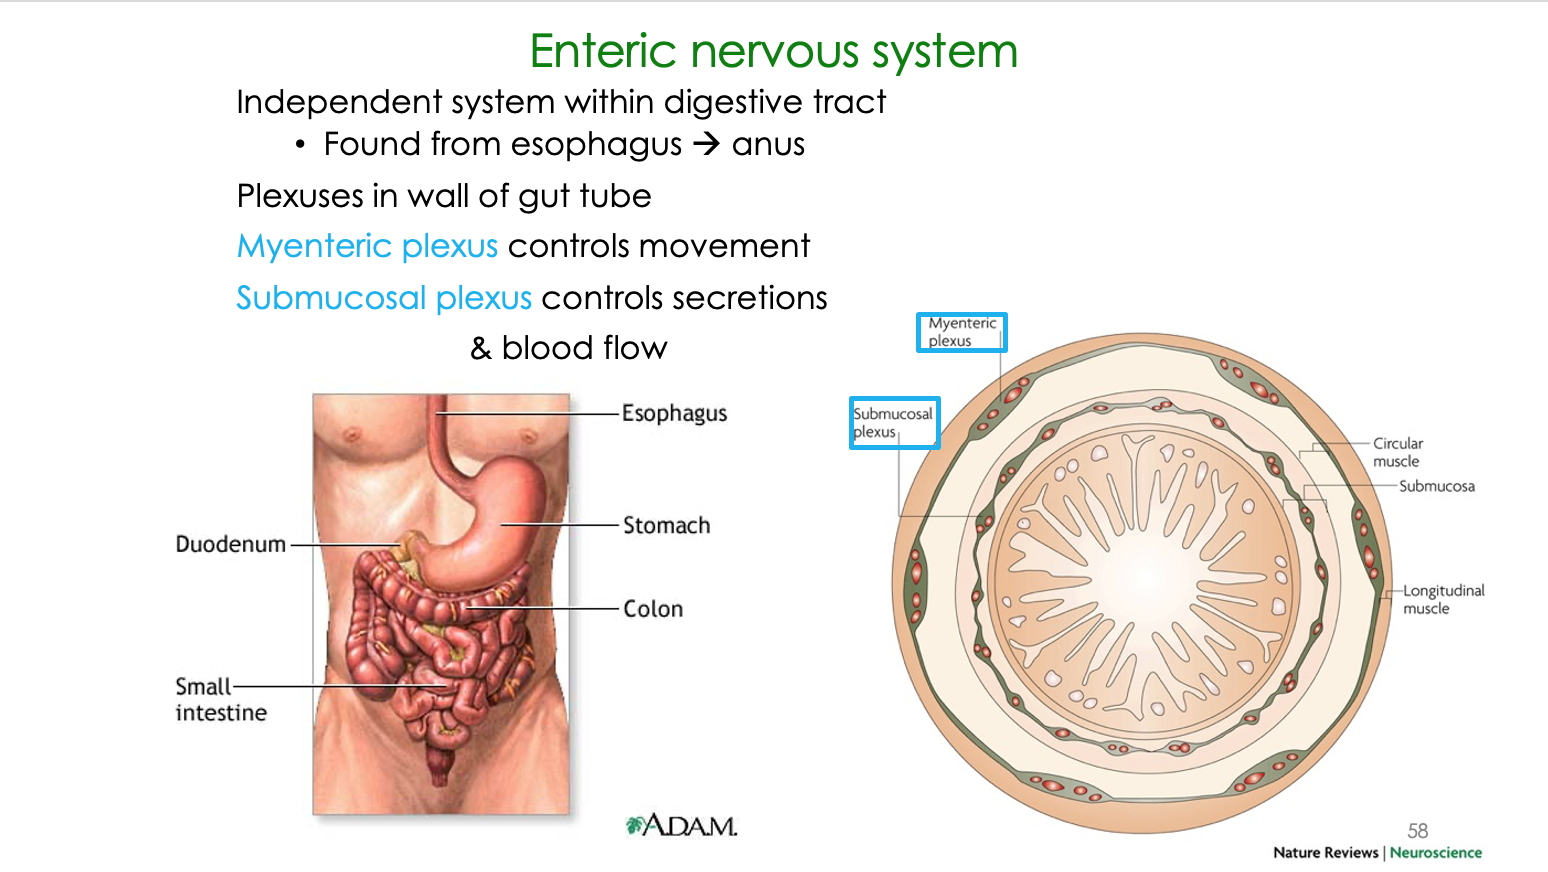 Enteric nervous system
Independent system within digestive tract
• Found from esophagus → anus
Plexuses in wall of gut tube
Myenteric plexus controls movement
Submucosal plexus controls secretions
& blood flow
Esophagus
Stomach
Duodenum
Colon
Small
intestine
A.D.A.M.
Myenteric
plexus
Submucosal
plexus
Circular
muscle
Submucosa
Longitudinal
muscle
58
Nature Reviews | Neuroscience